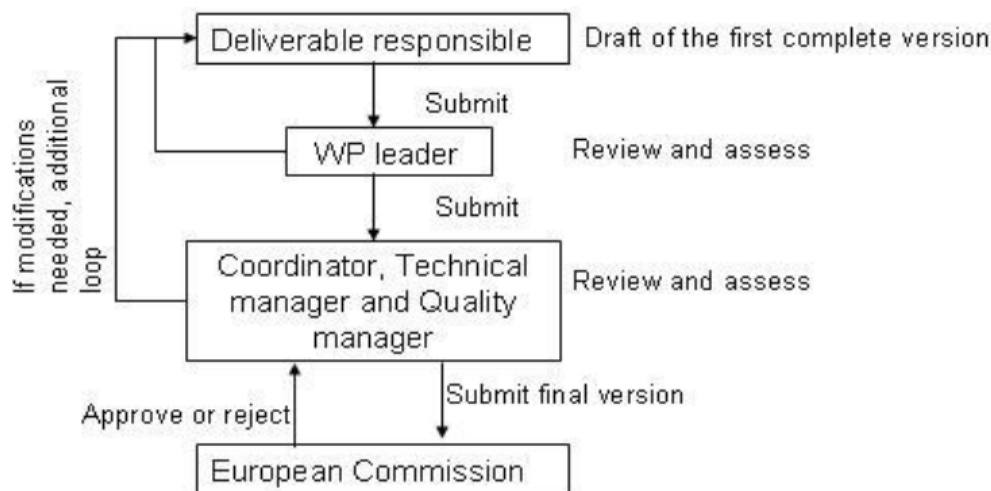 Deliverable responsible
Draft of the first complete version
Submit
WP leader
Review and assess
Submit
If modifications
needed, additional
loop
Coordinator, Technical
manager and Quality
manager
Review and assess
Approve or reject
Submit final version
European Commission